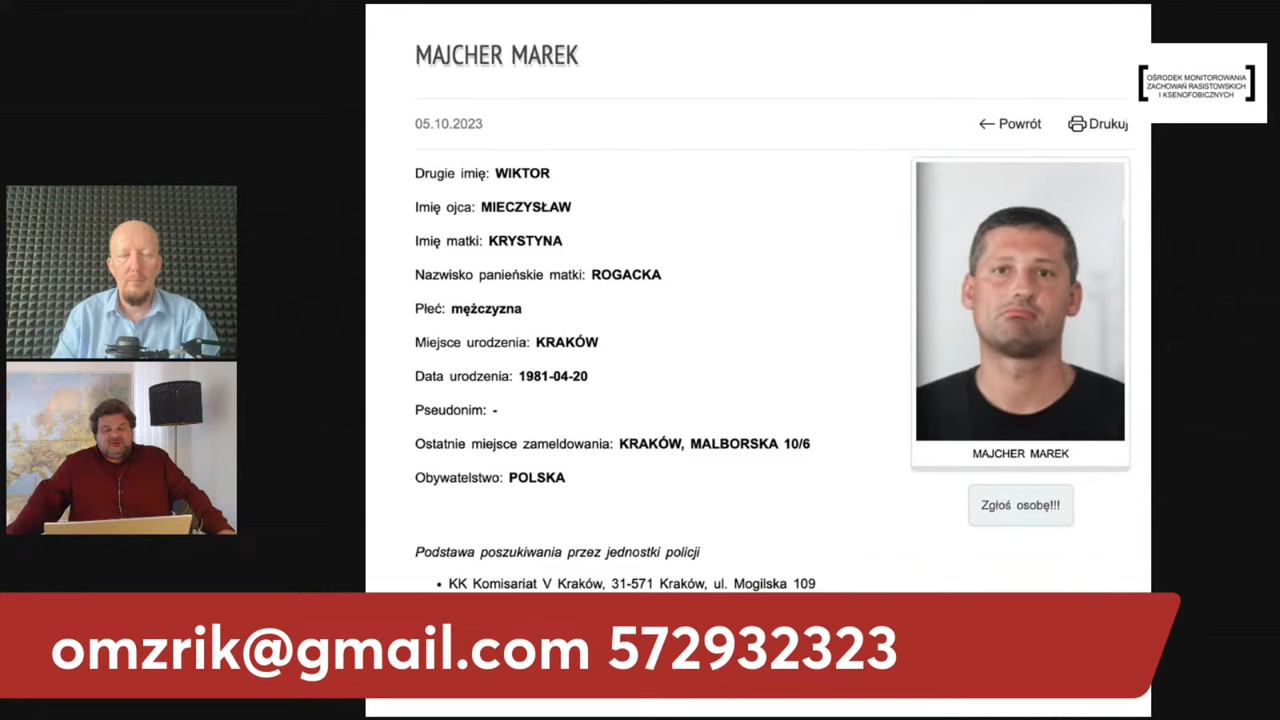 MAJCHER MAREK
OŚRODEK MONITOROWANIA
ZACHOWAŃ RASISTOWSKICH
I KSENOFOBICZNYCH
05.10.2023
← Powrót
Drukuj
Drugie imię: WIKTOR
Imię ojca: MIECZYSŁAW
Imię matki: KRYSTYNA
Nazwisko panieńskie matki: ROGACKA
Płeć: mężczyzna
Miejsce urodzenia: KRAKÓW
Data urodzenia: 1981-04-20
Pseudonim: -
Ostatnie miejsce zameldowania: KRAKÓW, MALBORSKA 10/6
Obywatelstwo: POLSKA
MAJCHER MAREK
Zgłoś osobę!!!
Podstawa poszukiwania przez jednostki policji
• KK Komisariat V Kraków, 31-571 Kraków, ul. Mogilska 109
omzrik@gmail.com 572932323